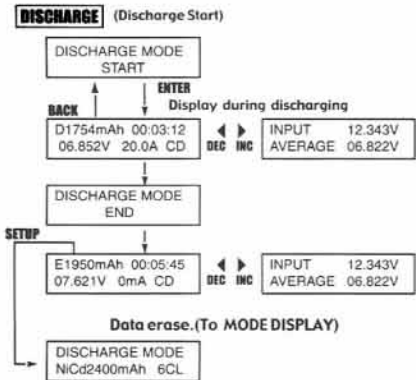 DISCHARGE (Discharge Start)
DISCHARGE MODE
START
ENTER
BACK
Display during discharging
D1754mAh 00:03:12
06.852V 20.0A CD
DEC INC
INPUT 12.343V
AVERAGE 06.822V
DISCHARGE MODE
END
SETUP
E1950mAh 00:05:45
07.621V 0mA CD
DEC INC
INPUT 12.343V
AVERAGE 06.822V
Data erase.(To MODE DISPLAY)
DISCHARGE MODE
NiCd2400mAh 6CL